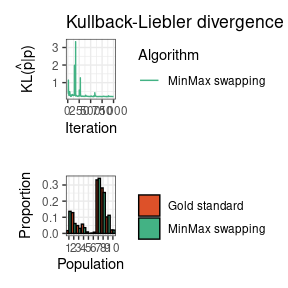 Kullback-Liebler divergence
KL(p̂|p)
3
2
1
Iteration
Algorithm
MinMax swapping
Proportion
0.3
0.2
0.1
0.0
Population
Gold standard
MinMax swapping